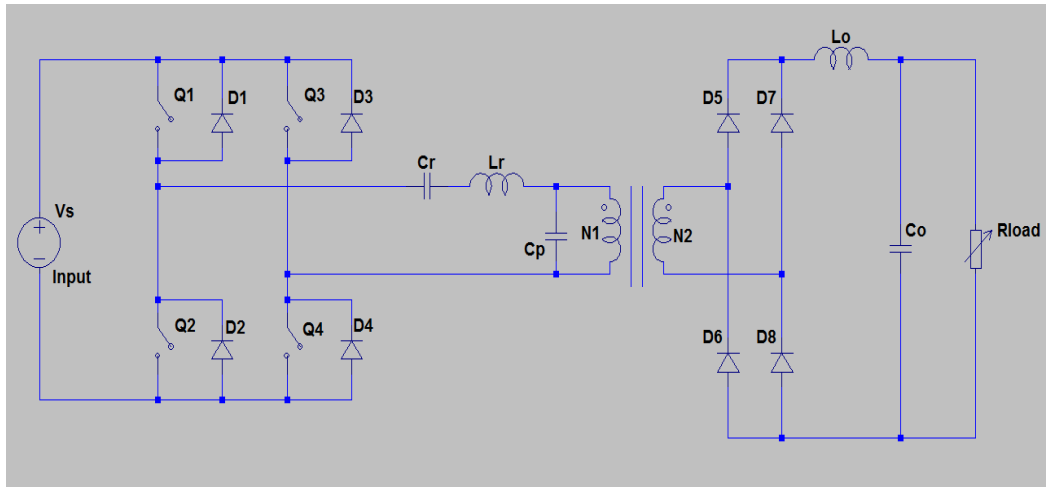 Lo
Q1
D1
Q3
D3
D5
D7
Cr
Lr
Vs
Input
Cp
N1
N2
Co
Rload
Q2
D2
Q4
D4
D6
D8